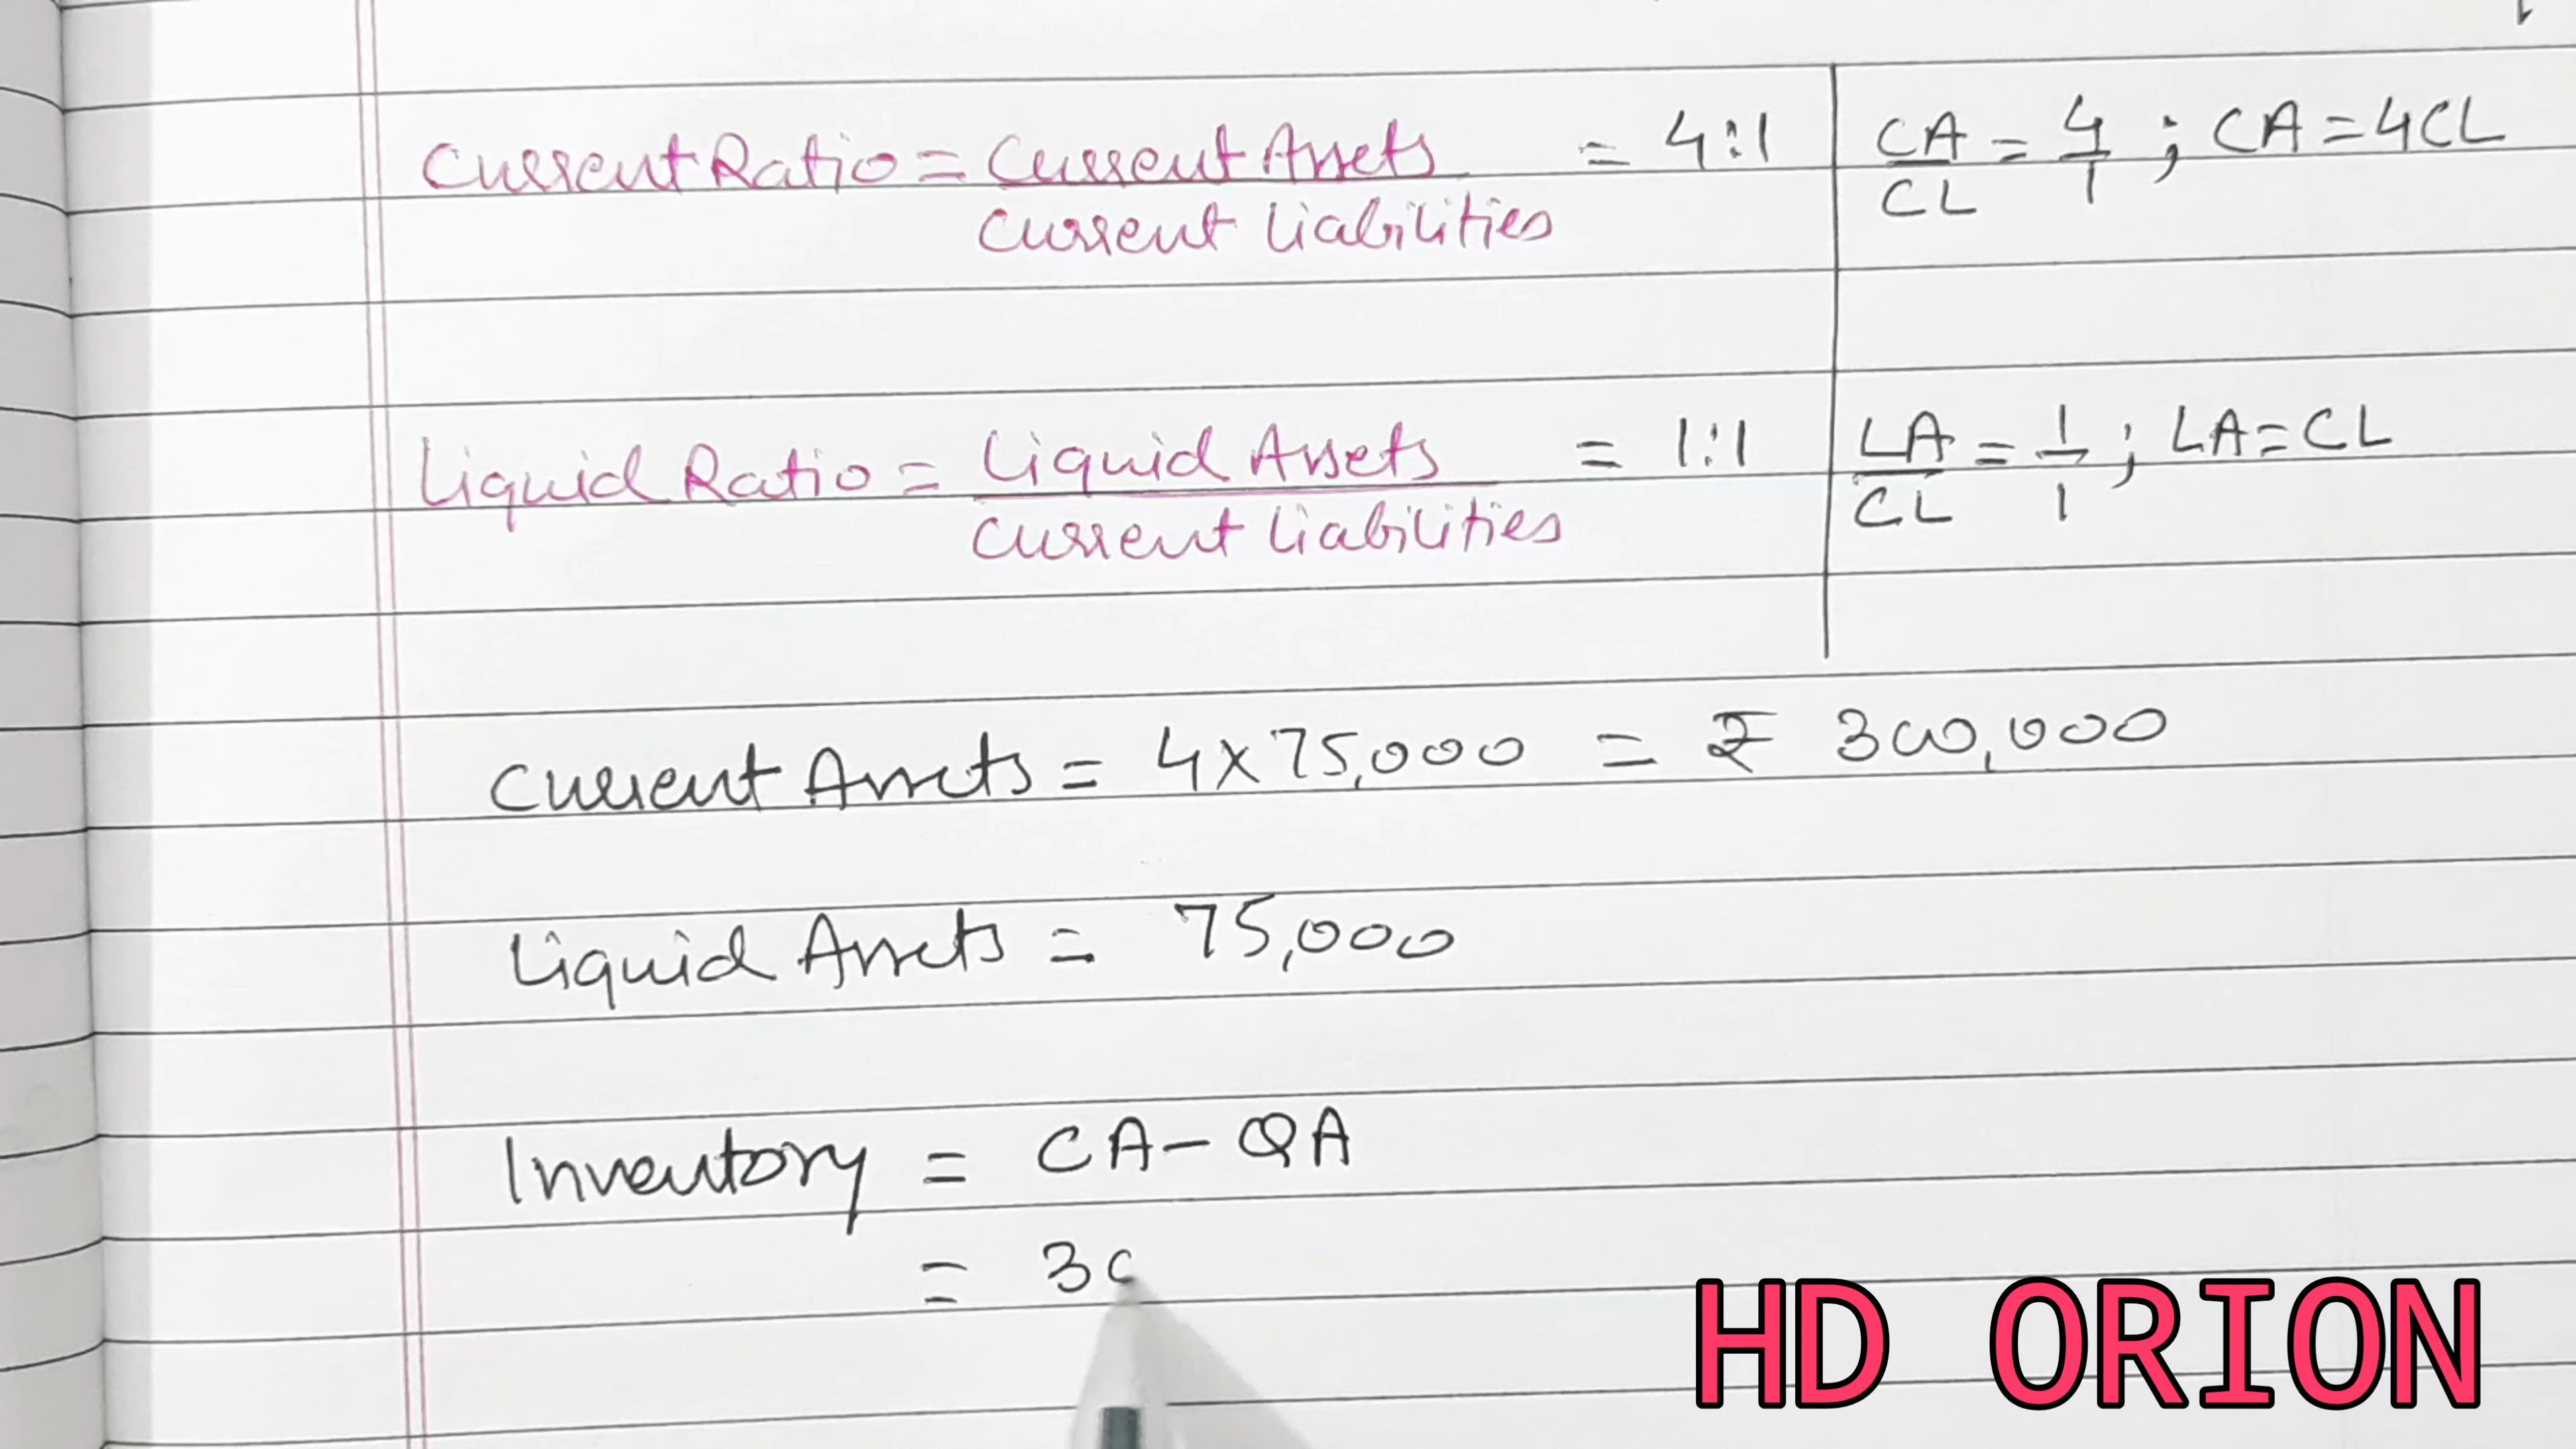 Current Ratio = Current Assets = 4:1 CA = 4 ; CA = 4CL
Current Liabilities CL 1
Liquid Ratio = Liquid Assets = 1:1 LA = 1 ; LA = CL
Current Liabilities CL 1
Current Assets = 4 x 75,000 = ₹ 300,000
Liquid Assets = 75,000
Inventory = CA - QA
= 30
HD ORION